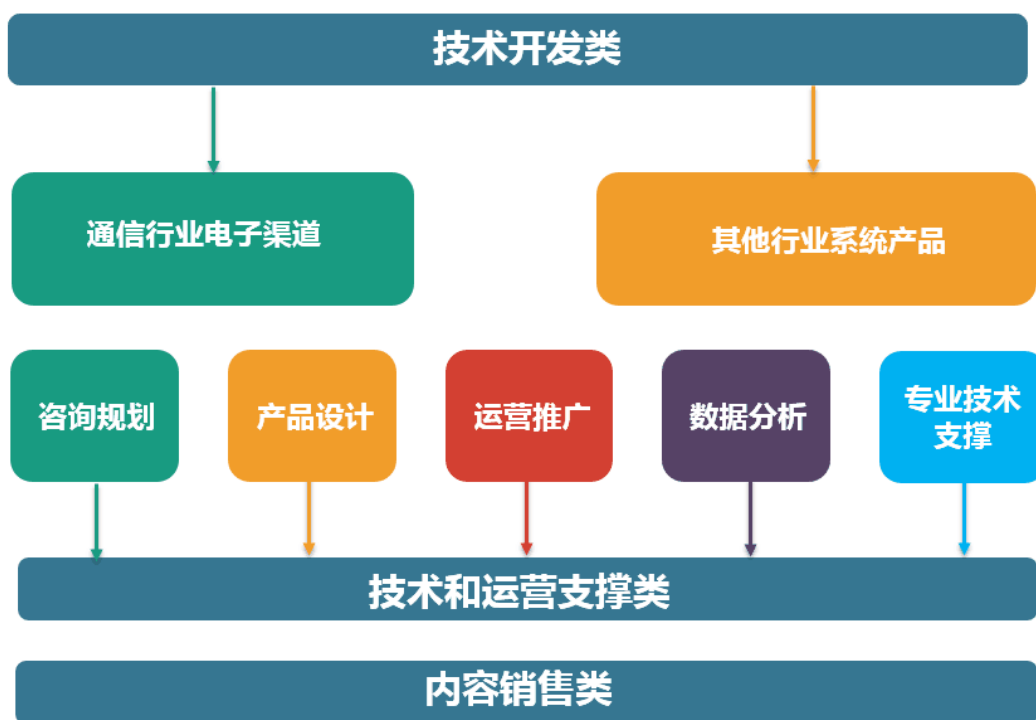 技术开发类
通信行业电子渠道
其他行业系统产品
咨询规划
产品设计
运营推广
数据分析
专业技术
支撑
技术和运营支撑类
内容销售类